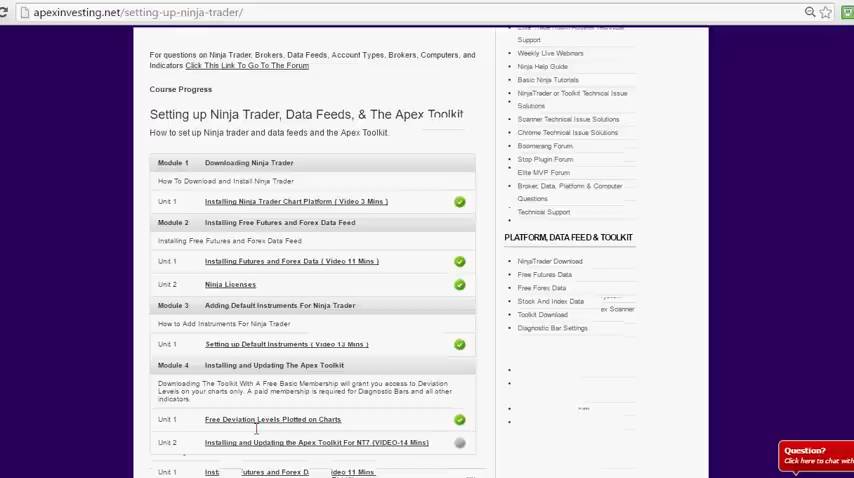 apexinvesting.net/setting-up-ninja-trader/
For questions on Ninja Trader, Brokers, Data Feeds, Account Types, Brokers, Computers, and
Indicators Click This Link To Go To The Forum
Course Progress
Setting up Ninja Trader, Data Feeds, & The Apex Toolkit
How to set up Ninja trader and data feeds and the Apex Toolkit.
Module 1 Downloading Ninja Trader
How To Download and Install Ninja Trader
Unit 1 Installing Ninja Trader Chart Platform ( Video 3 Mins )
Module 2 Installing Free Futures and Forex Data Feed
Installing Free Futures and Forex Data Feed
Unit 1 Installing Futures and Forex Data ( Video 11 Mins )
Unit 2 Ninja Licenses
Module 3 Adding Default Instruments For Ninja Trader
How to Add Instruments For Ninja Trader
Unit 1 Setting up Default Instruments ( Video 13 Mins )
Module 4 Installing and Updating The Apex Toolkit
Downloading The Toolkit With A Free Basic Membership will grant you access to Deviation
Levels on your charts only. A paid membership is required for Diagnostic Bars and all other
indicators.
Unit 1 Free Deviation Levels Plotted on Charts
Unit 2 Installing and Updating the Apex Toolkit For NT7 (VIDEO-14 Mins)
Unit 1 Inst utures and Forex D ideo 11 Mins
Support
Weekly Live Webinars
Ninja Help Guide
Basic Ninja Tutorials
NinjaTrader or Toolkit Technical Issue
Solutions
Scanner Technical Issue Solutions
Chrome Technical Issue Solutions
Boomerang Forum
Stop Plugin Forum
Elite MVP Forum
Broker, Data, Platform & Computer
Questions
Technical Support
PLATFORM, DATA FEED & TOOLKIT
NinjaTrader Download
Free Futures Data
Free Forex Data
Stock And Index Data
ex Scanner
Toolkit Download
Diagnostic Bar Settings
Question?
Click here to chat with